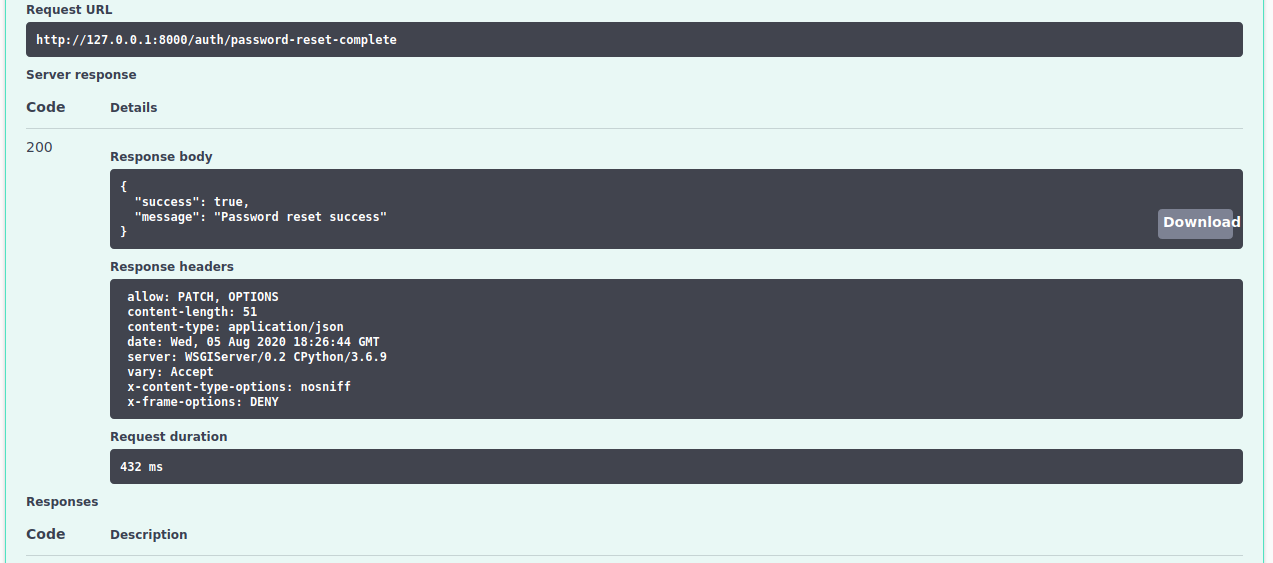 Request URL
http://127.0.0.1:8000/auth/password-reset-complete
Server response
Code Details
200
Response body
{
  "success": true,
  "message": "Password reset success"
}
Download
Response headers
allow: PATCH, OPTIONS
content-length: 51
content-type: application/json
date: Wed, 05 Aug 2020 18:26:44 GMT
server: WSGIServer/0.2 CPython/3.6.9
vary: Accept
x-content-type-options: nosniff
x-frame-options: DENY
Request duration
432 ms
Responses
Code Description